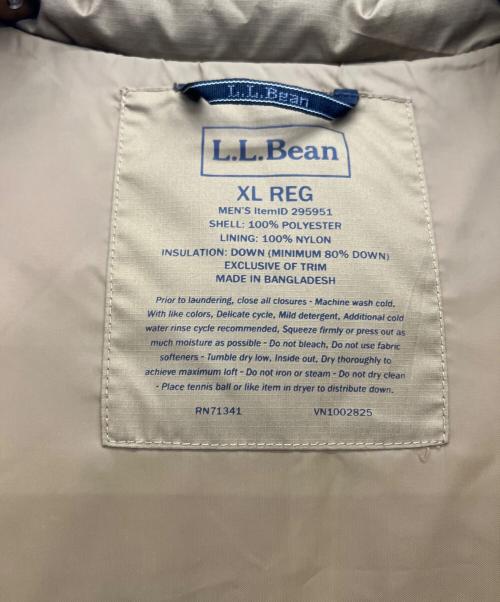 L.L.Bean
L.L.Bean
XL REG
MEN'S ItemID 295951
SHELL: 100% POLYESTER
LINING: 100% NYLON
INSULATION: DOWN (MINIMUM 80% DOWN)
EXCLUSIVE OF TRIM
MADE IN BANGLADESH
Prior to laundering, close all closures - Machine wash cold.
With like colors, Delicate cycle, Mild detergent, Additional cold
water rinse cycle recommended, Squeeze firmly or press out as
much moisture as possible - Do not bleach, Do not use fabric
softeners - Tumble dry low, Inside out, Dry thoroughly to
achieve maximum loft - Do not iron or steam - Do not dry clean
- Place tennis ball or like item in dryer to distribute down.
RN71341 VN1002825